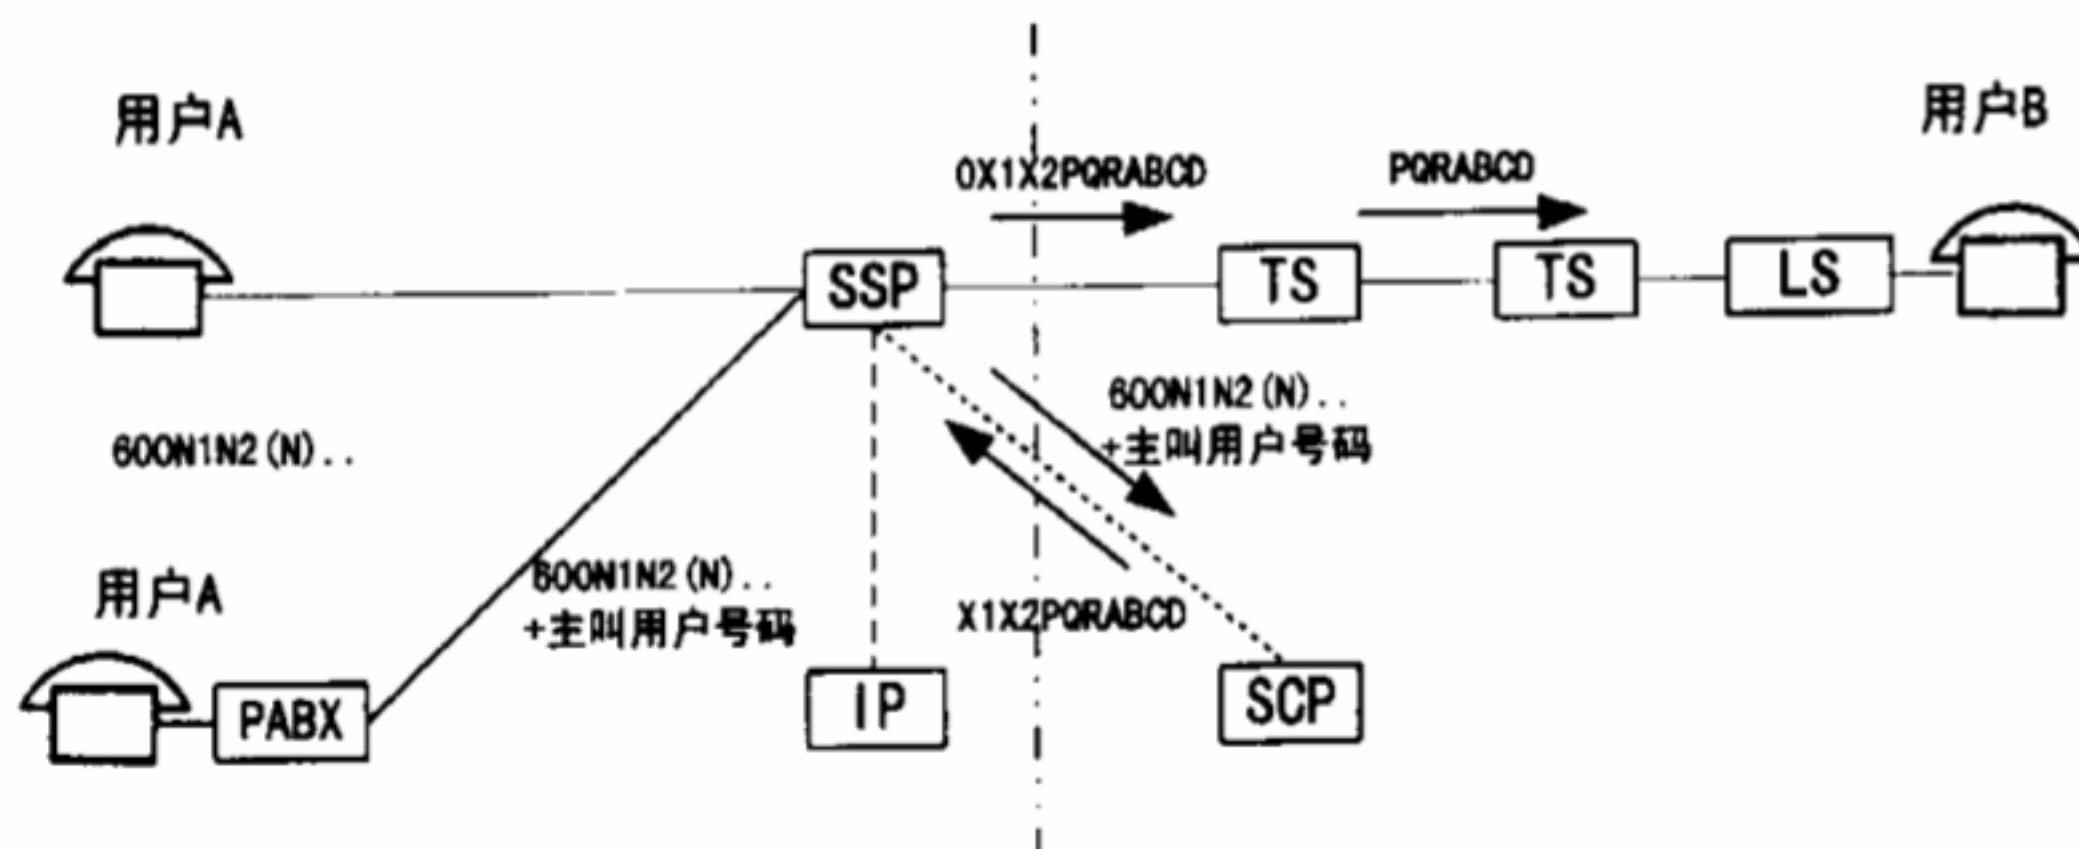 用户A
用户B
0X1X2PQRABCD
PQRABCD
SSP
TS
TS
LS
600N1N2(N)..
+主叫用户号码
600N1N2(N)..
600N1N2(N)..
+主叫用户号码
用户A
X1X2PQRABCD
PABX
IP
SCP